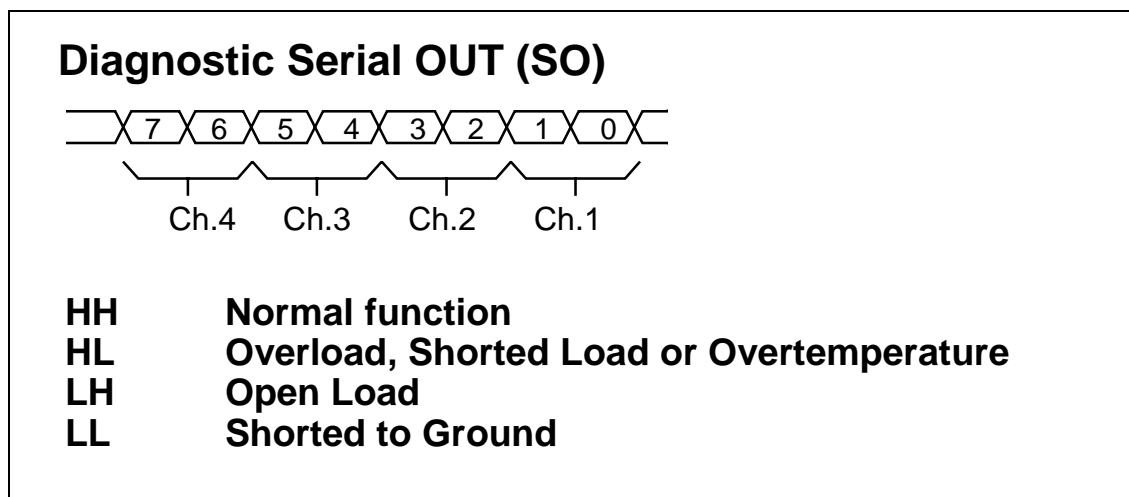 Diagnostic Serial OUT (SO)
7 6 5 4 3 2 1 0
Ch.4 Ch.3 Ch.2 Ch.1
HH Normal function
HL Overload, Shorted Load or Overtemperature
LH Open Load
LL Shorted to Ground